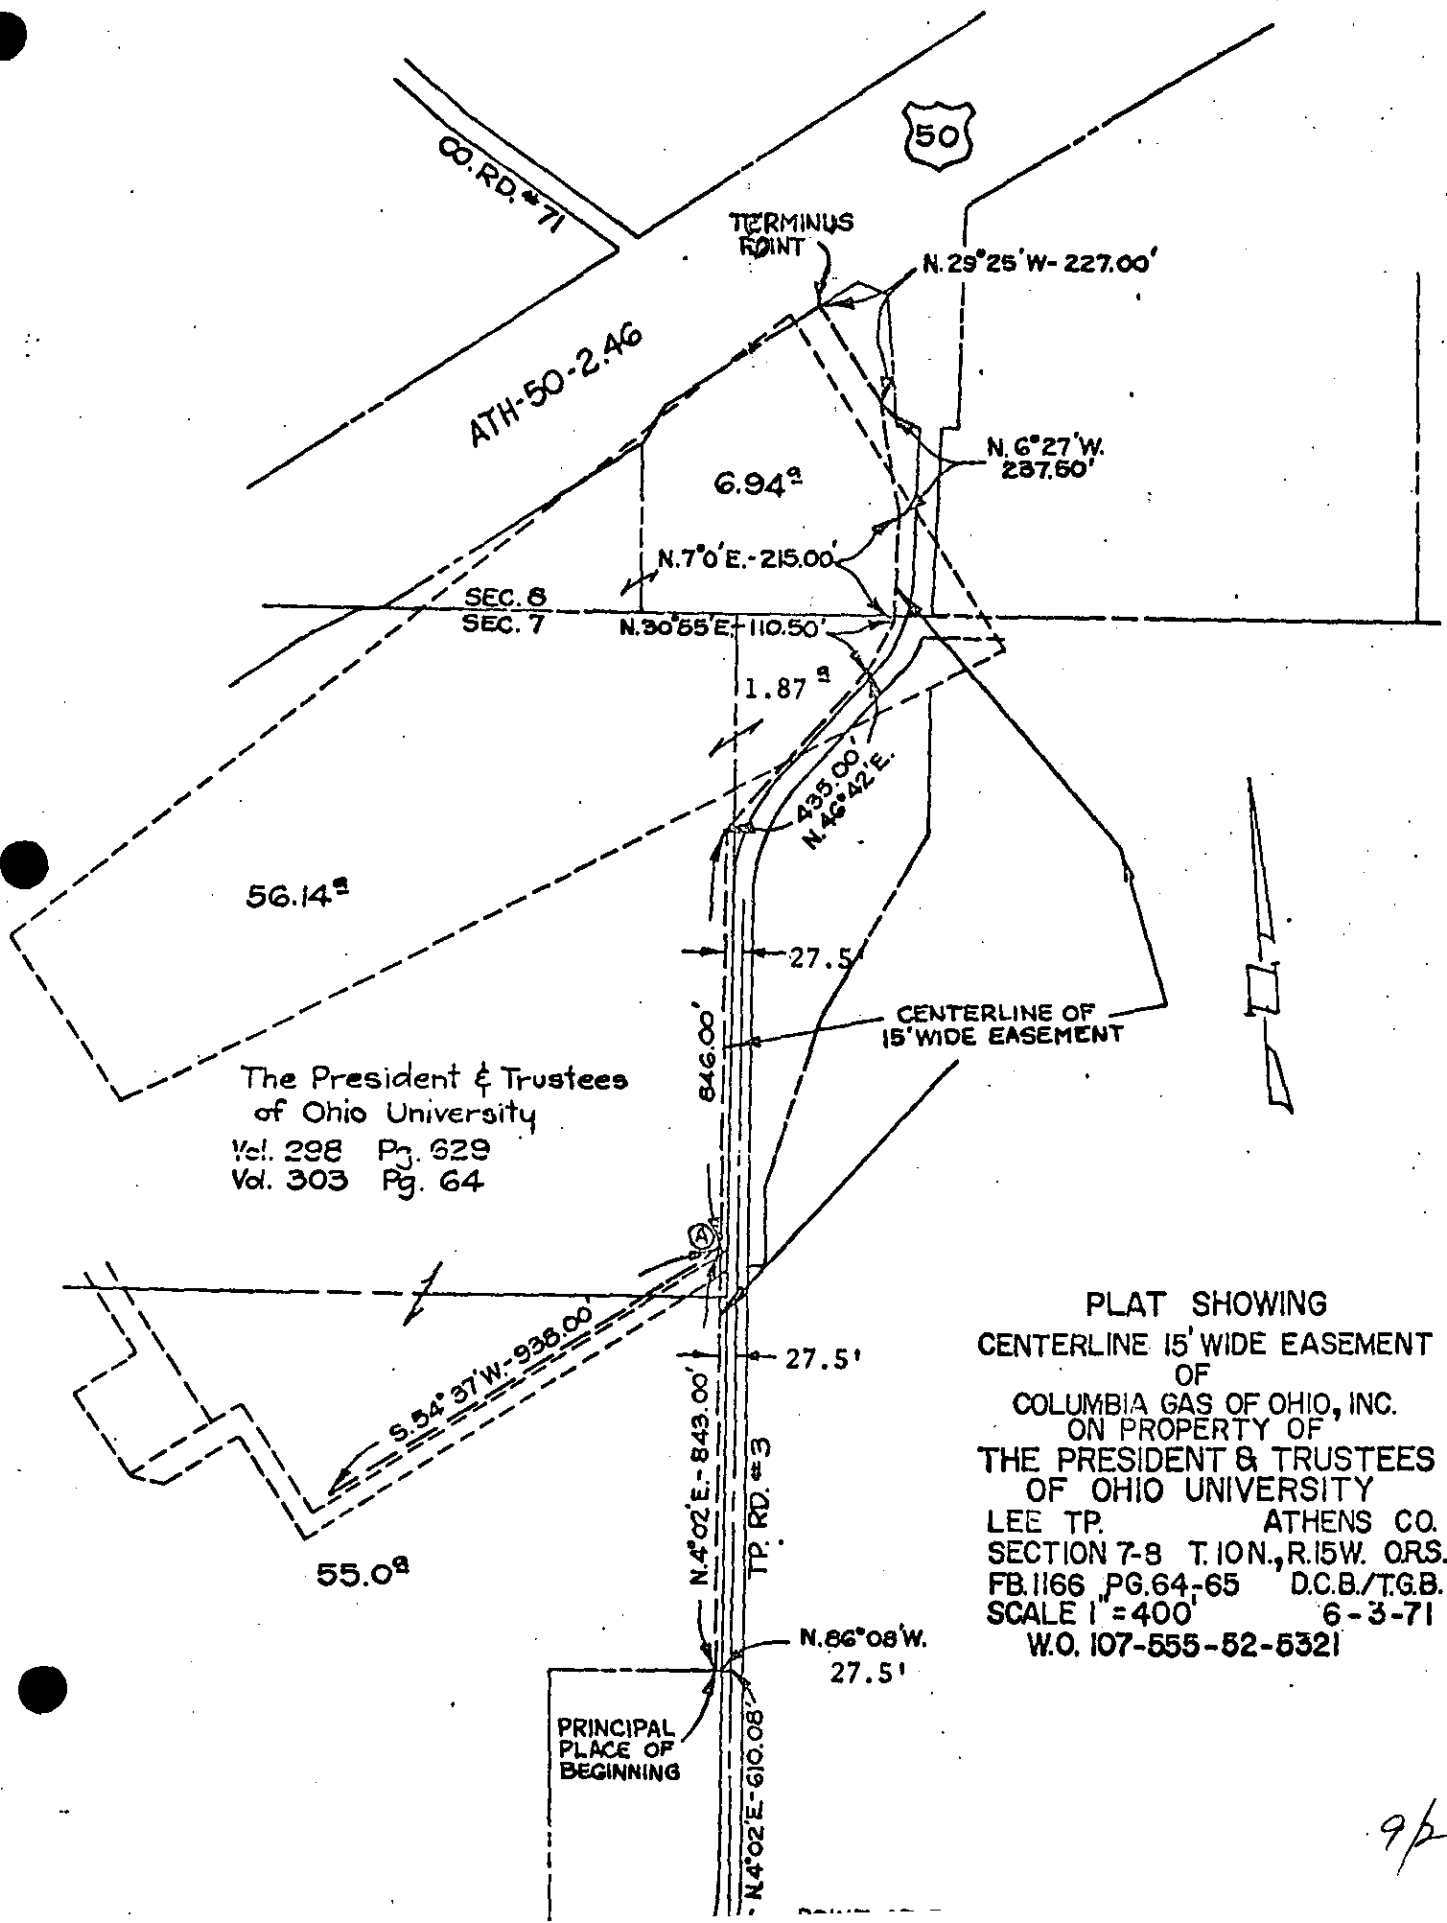 50
CO. RD. #71
TERMINUS
POINT
N. 29°25'W- 227.00'
ATH-50-2.46
N. 6°27'W.
237.50'
6.94ª
N. 7°0'E.-215.00'
SEC. 8
SEC. 7
N. 30°55'E.-110.50'
1.87 ª
435.00'
N. 46°42'E.
56.14ª
27.5'
846.00'
CENTERLINE OF
15' WIDE EASEMENT
The President & Trustees
of Ohio University
Vol. 298 Pg. 629
Vol. 303 Pg. 64
A
S. 54°37'W.-938.00'
27.5'
N. 4°02'E.-843.00'
TP. RD. #3
55.0ª
N. 86°08'W.
27.5'
PRINCIPAL
PLACE OF
BEGINNING
N. 4°02'E-610.08'
PLAT SHOWING
CENTERLINE 15' WIDE EASEMENT
OF
COLUMBIA GAS OF OHIO, INC.
ON PROPERTY OF
THE PRESIDENT & TRUSTEES
OF OHIO UNIVERSITY
LEE TP. ATHENS CO.
SECTION 7-8 T. 10N., R. 15W. ORS.
FB. 1166 PG. 64-65 D.C.B./T.G.B.
SCALE 1"=400' 6-3-71
W.O. 107-555-52-5321